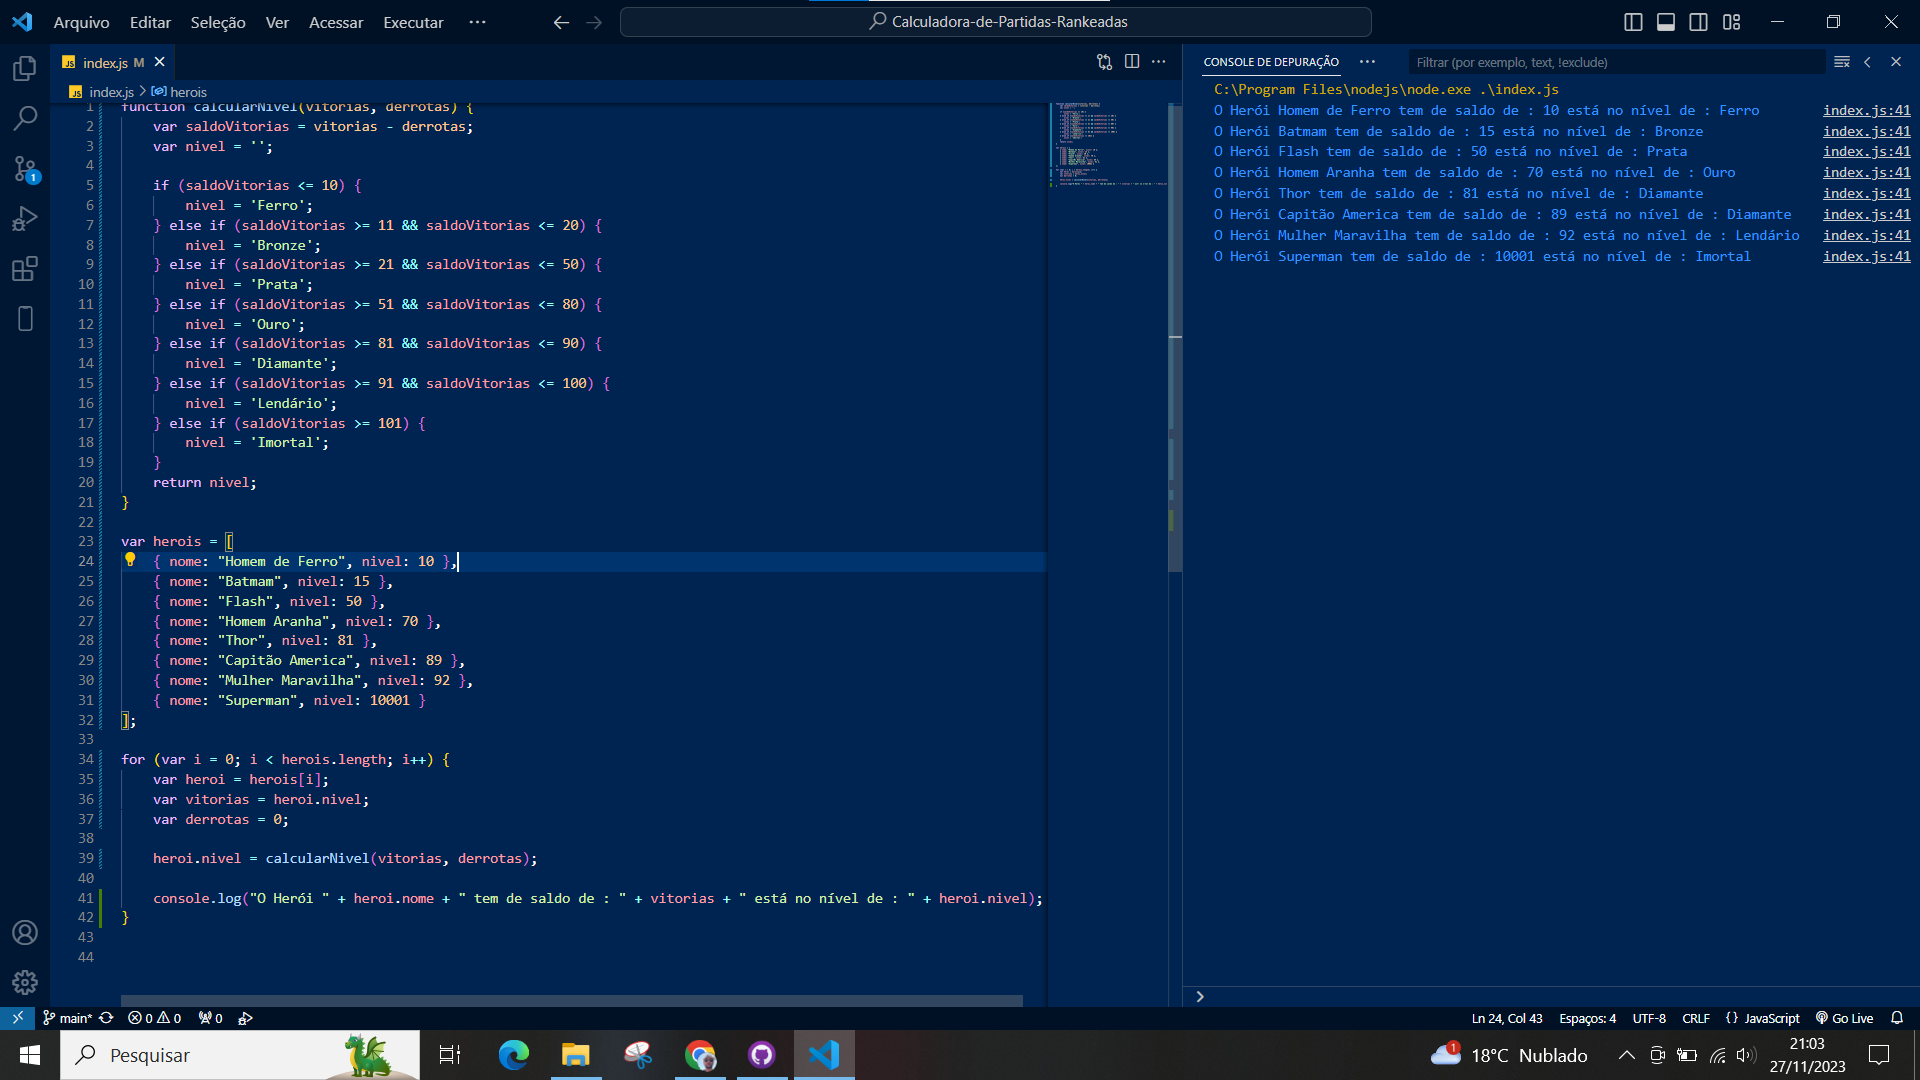 Arquivo Editar Seleção Ver Acessar Executar ···
Calculadora-de-Partidas-Rankeadas
JS index.js M
JS index.js > herois
1 function calcularNivel(vitorias, derrotas) {
2 var saldoVitorias = vitorias - derrotas;
3 var nivel = '';
4
5 if (saldoVitorias <= 10) {
6 nivel = 'Ferro';
7 } else if (saldoVitorias >= 11 && saldoVitorias <= 20) {
8 nivel = 'Bronze';
9 } else if (saldoVitorias >= 21 && saldoVitorias <= 50) {
10 nivel = 'Prata';
11 } else if (saldoVitorias >= 51 && saldoVitorias <= 80) {
12 nivel = 'Ouro';
13 } else if (saldoVitorias >= 81 && saldoVitorias <= 90) {
14 nivel = 'Diamante';
15 } else if (saldoVitorias >= 91 && saldoVitorias <= 100) {
16 nivel = 'Lendário';
17 } else if (saldoVitorias >= 101) {
18 nivel = 'Imortal';
19 }
20 return nivel;
21 }
22
23 var herois = [
24 { nome: "Homem de Ferro", nivel: 10 },
25 { nome: "Batmam", nivel: 15 },
26 { nome: "Flash", nivel: 50 },
27 { nome: "Homem Aranha", nivel: 70 },
28 { nome: "Thor", nivel: 81 },
29 { nome: "Capitão America", nivel: 89 },
30 { nome: "Mulher Maravilha", nivel: 92 },
31 { nome: "Superman", nivel: 10001 }
32 ];
33
34 for (var i = 0; i < herois.length; i++) {
35 var heroi = herois[i];
36 var vitorias = heroi.nivel;
37 var derrotas = 0;
38
39 heroi.nivel = calcularNivel(vitorias, derrotas);
40
41 console.log("O Herói " + heroi.nome + " tem de saldo de : " + vitorias + " está no nível de : " + heroi.nivel);
42 }
43
44
CONSOLE DE DEPURAÇÃO ···
Filtrar (por exemplo, text, !exclude)
C:\Program Files\nodejs\node.exe .\index.js
O Herói Homem de Ferro tem de saldo de : 10 está no nível de : Ferro index.js:41
O Herói Batmam tem de saldo de : 15 está no nível de : Bronze index.js:41
O Herói Flash tem de saldo de : 50 está no nível de : Prata index.js:41
O Herói Homem Aranha tem de saldo de : 70 está no nível de : Ouro index.js:41
O Herói Thor tem de saldo de : 81 está no nível de : Diamante index.js:41
O Herói Capitão America tem de saldo de : 89 está no nível de : Diamante index.js:41
O Herói Mulher Maravilha tem de saldo de : 92 está no nível de : Lendário index.js:41
O Herói Superman tem de saldo de : 10001 está no nível de : Imortal index.js:41
1
main* 0 0 0
Ln 24, Col 43 Espaços: 4 UTF-8 CRLF {} JavaScript Go Live
Pesquisar
1 18°C Nublado
21:03
27/11/2023